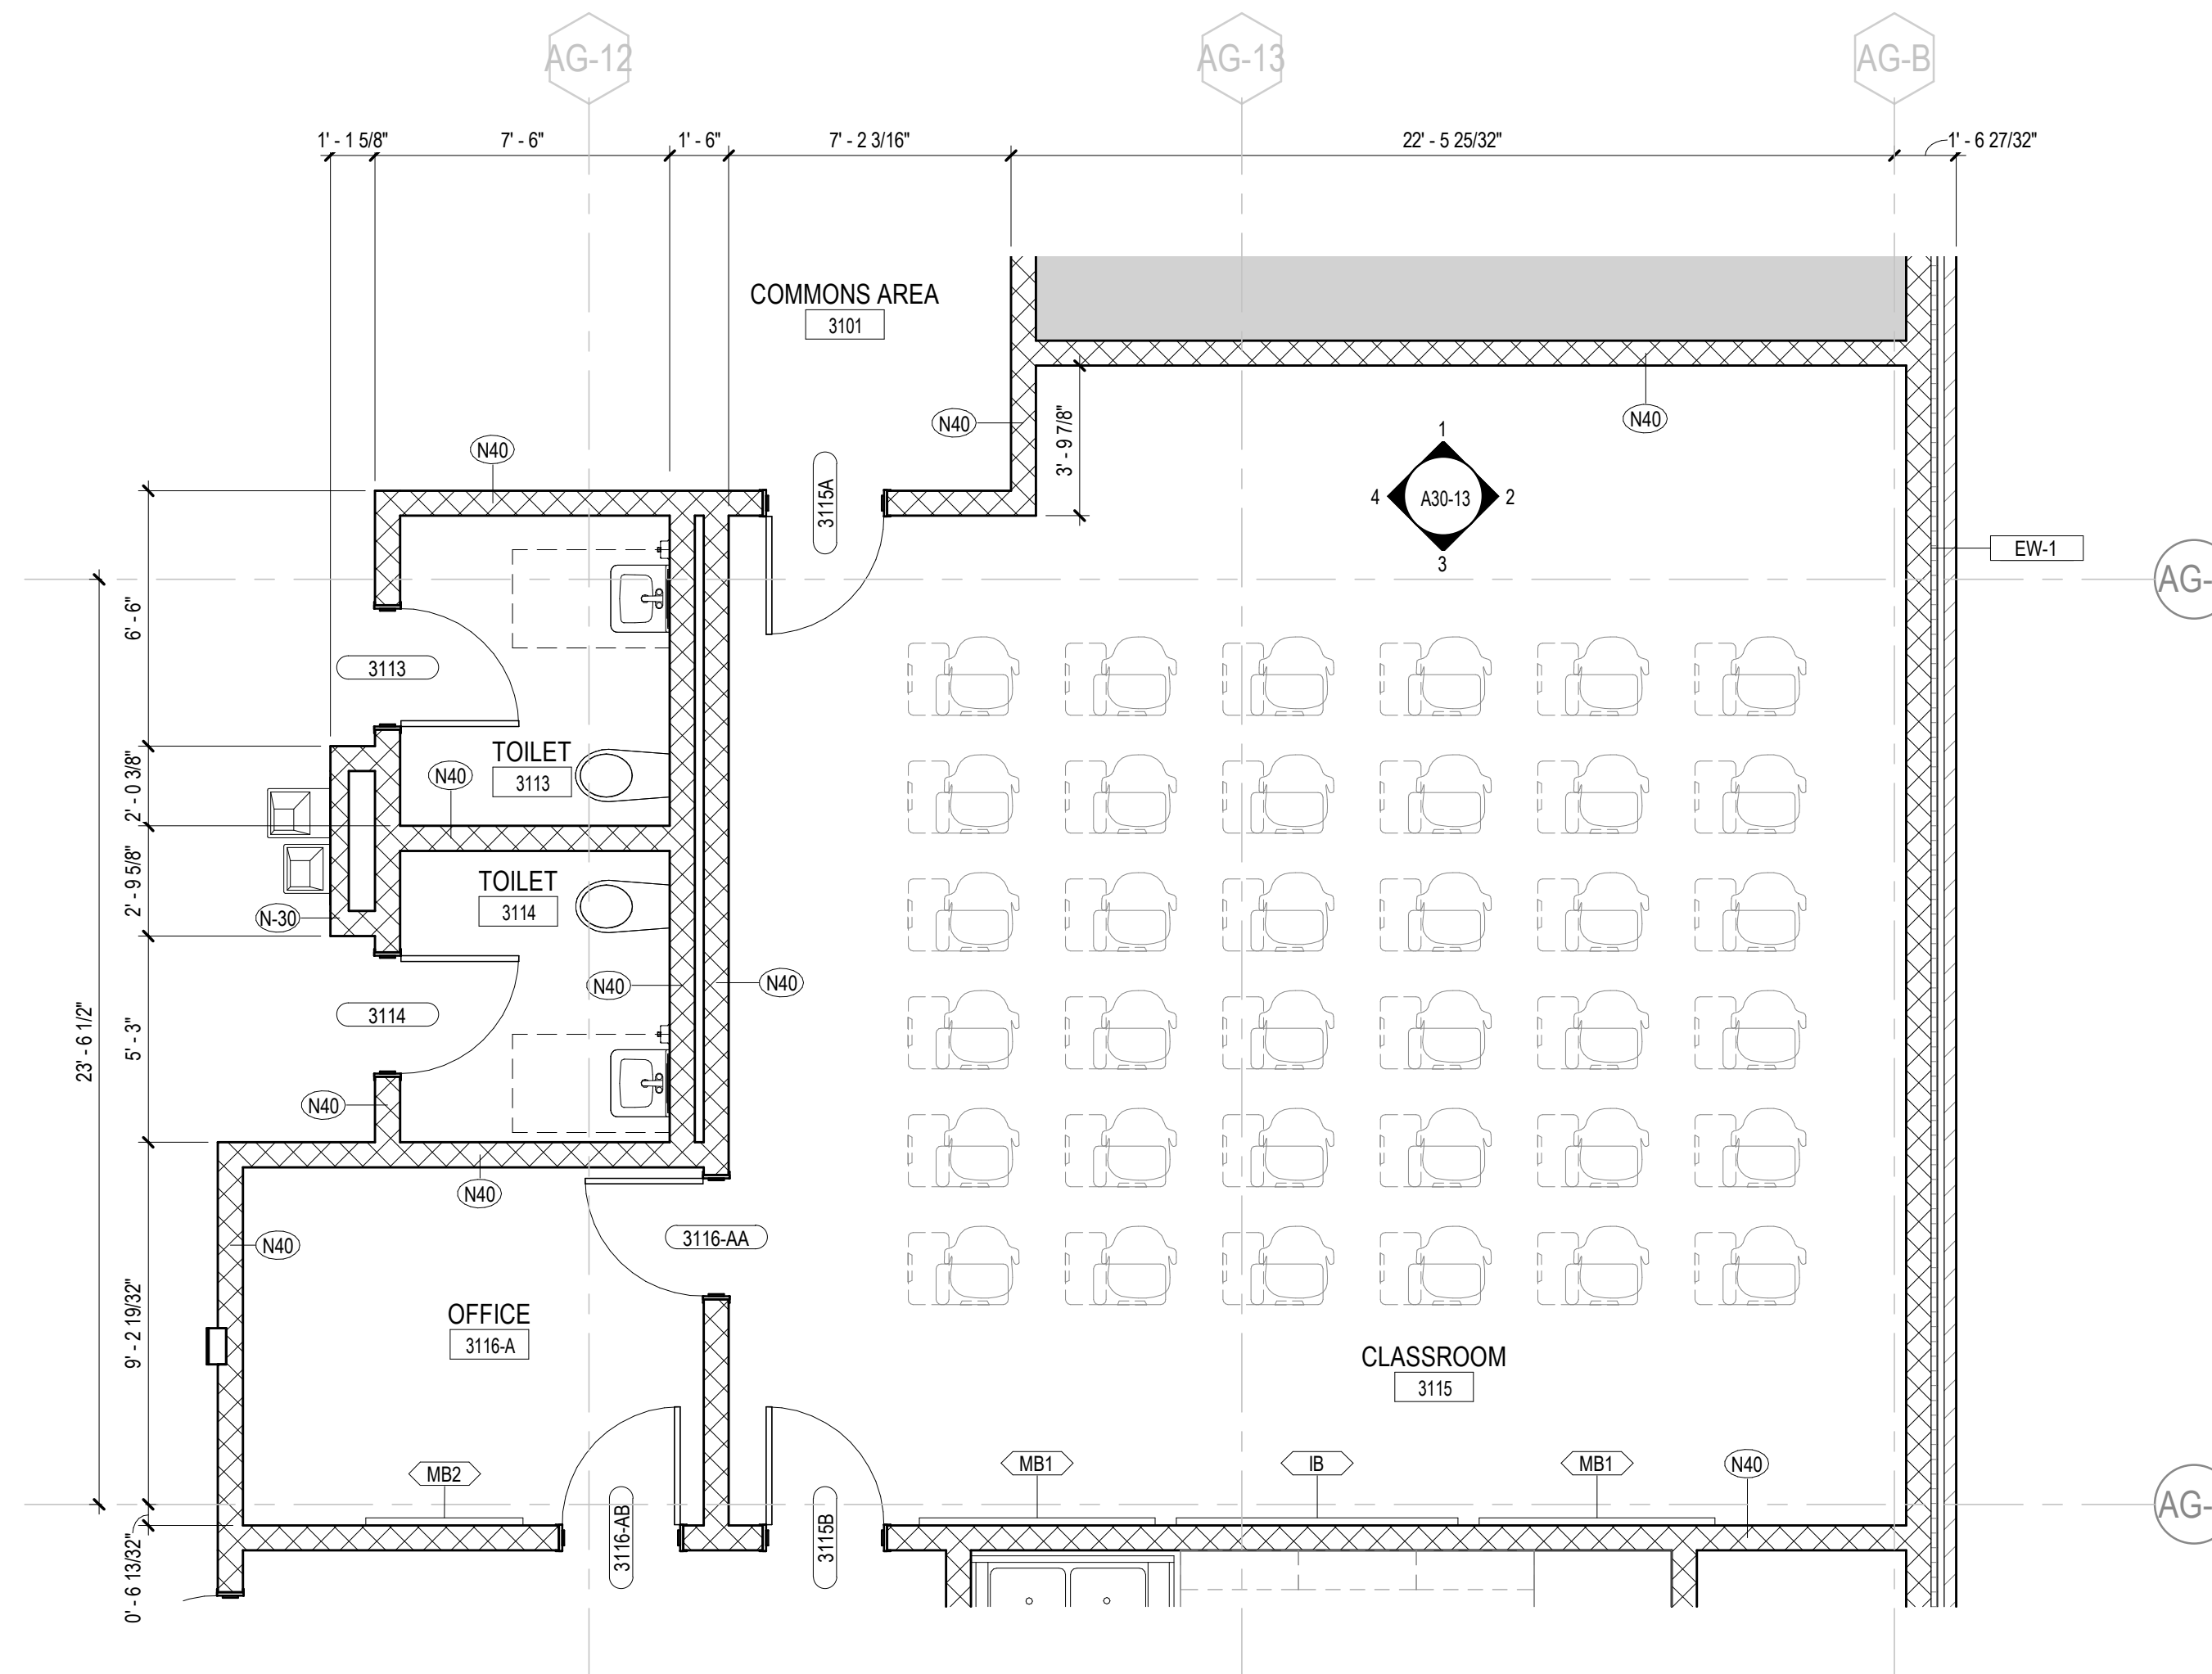 AG-12
AG-13
AG-B
1' - 1 5/8"
7' - 6"
1' - 6"
7' - 2 3/16"
22' - 5 25/32"
1' - 6 27/32"
COMMONS AREA
3101
N40
N40
N40
3' - 9 7/8"
3115A
1
4
A30-13
2
3
EW-1
AG-
6' - 6"
3113
TOILET
3113
N40
2' - 0 3/8"
2' - 9 5/8"
TOILET
3114
N-30
N40
N40
3114
5' - 3"
23' - 6 1/2"
N40
N40
3116-AA
N40
9' - 2 19/32"
OFFICE
3116-A
CLASSROOM
3115
MB2
MB1
IB
MB1
N40
AG-
3116-AB
3115B
0' - 6 13/32"